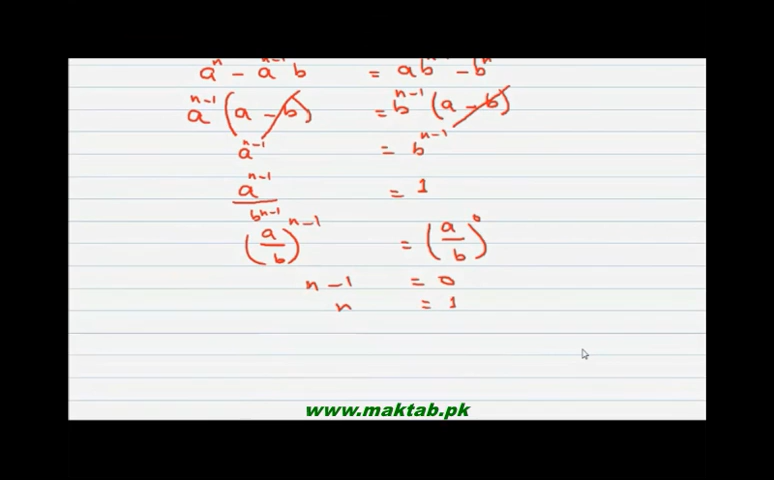 aⁿ − aⁿ⁻¹ b = abⁿ⁻¹ − bⁿ
aⁿ⁻¹ (a − b) = bⁿ⁻¹ (a − b)
aⁿ⁻¹ = bⁿ⁻¹
aⁿ⁻¹/bⁿ⁻¹ = 1
(a/b)ⁿ⁻¹ = (a/b)⁰
n − 1 = 0
n = 1
www.maktab.pk